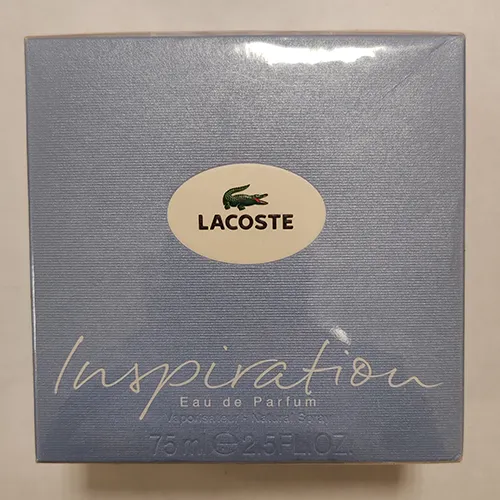 LACOSTE
Inspiration
Eau de Parfum
Vaporisateur - Natural Spray
75 ml ℮ 2.5 FL.OZ.